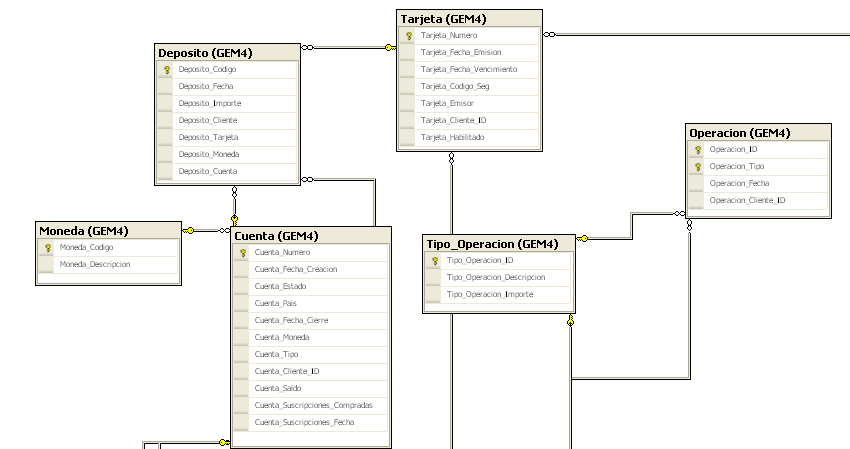 Tarjeta (GEM4)
Tarjeta_Numero
Tarjeta_Fecha_Emision
Tarjeta_Fecha_Vencimiento
Tarjeta_Codigo_Seg
Tarjeta_Emisor
Tarjeta_Cliente_ID
Tarjeta_Habilitado
Deposito (GEM4)
Deposito_Codigo
Deposito_Fecha
Deposito_Importe
Deposito_Cliente
Deposito_Tarjeta
Deposito_Moneda
Deposito_Cuenta
Operacion (GEM4)
Operacion_ID
Operacion_Tipo
Operacion_Fecha
Operacion_Cliente_ID
Moneda (GEM4)
Moneda_Codigo
Moneda_Descripcion
Cuenta (GEM4)
Cuenta_Numero
Cuenta_Fecha_Creacion
Cuenta_Estado
Cuenta_Pais
Cuenta_Fecha_Cierre
Cuenta_Moneda
Cuenta_Tipo
Cuenta_Cliente_ID
Cuenta_Saldo
Cuenta_Suscripciones_Compradas
Cuenta_Suscripciones_Fecha
Tipo_Operacion (GEM4)
Tipo_Operacion_ID
Tipo_Operacion_Descripcion
Tipo_Operacion_Importe